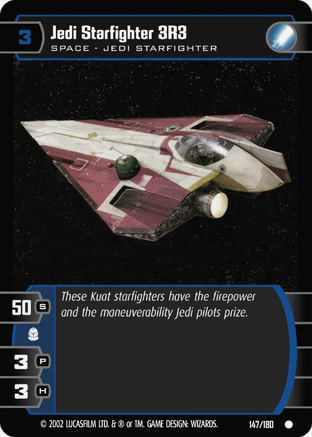 3 Jedi Starfighter 3R3
SPACE - JEDI STARFIGHTER
50 S
These Kuat starfighters have the firepower
and the maneuverability Jedi pilots prize.
3 P
3 H
© 2002 LUCASFILM LTD. & ® or TM. GAME DESIGN: WIZARDS. 147/180